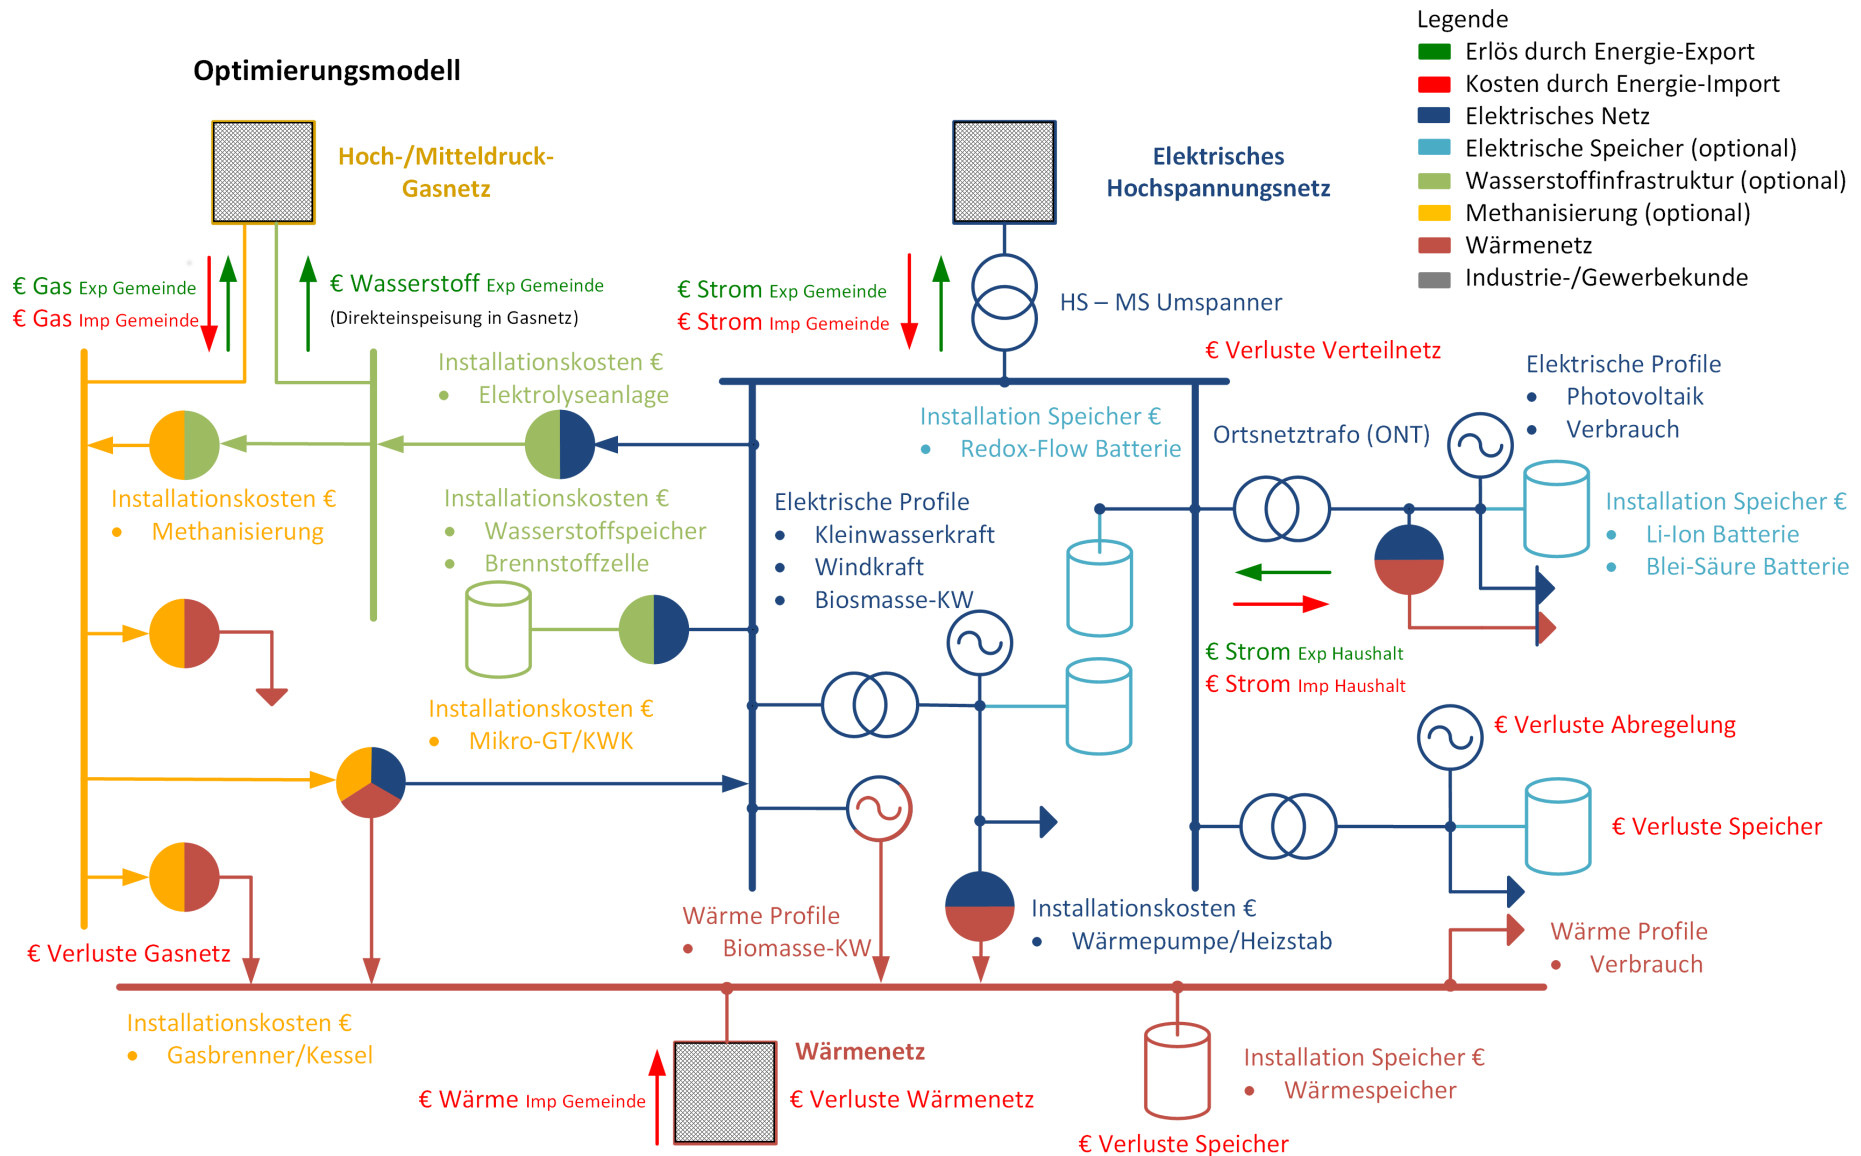 Legende
Erlös durch Energie-Export
Kosten durch Energie-Import
Elektrisches Netz
Elektrische Speicher (optional)
Wasserstoffinfrastruktur (optional)
Methanisierung (optional)
Wärmenetz
Industrie-/Gewerbekunde
Optimierungsmodell
Hoch-/Mitteldruck-
Gasnetz
Elektrisches
Hochspannungsnetz
€ Gas Exp Gemeinde
€ Gas Imp Gemeinde
€ Wasserstoff Exp Gemeinde
(Direkteinspeisung in Gasnetz)
€ Strom Exp Gemeinde
€ Strom Imp Gemeinde
HS – MS Umspanner
€ Verluste Verteilnetz
Installationskosten €
• Elektrolyseanlage
Elektrische Profile
• Photovoltaik
• Verbrauch
Installation Speicher €
• Redox-Flow Batterie
Ortsnetztrafo (ONT)
Installationskosten €
• Methanisierung
Installationskosten €
• Wasserstoffspeicher
• Brennstoffzelle
Elektrische Profile
• Kleinwasserkraft
• Windkraft
• Biosmasse-KW
Installation Speicher €
• Li-Ion Batterie
• Blei-Säure Batterie
€ Strom Exp Haushalt
€ Strom Imp Haushalt
Installationskosten €
• Mikro-GT/KWK
€ Verluste Abregelung
€ Verluste Speicher
Wärme Profile
• Biomasse-KW
Installationskosten €
• Wärmepumpe/Heizstab
Wärme Profile
• Verbrauch
€ Verluste Gasnetz
Installationskosten €
• Gasbrenner/Kessel
Wärmenetz
€ Wärme Imp Gemeinde
€ Verluste Wärmenetz
Installation Speicher €
• Wärmespeicher
€ Verluste Speicher